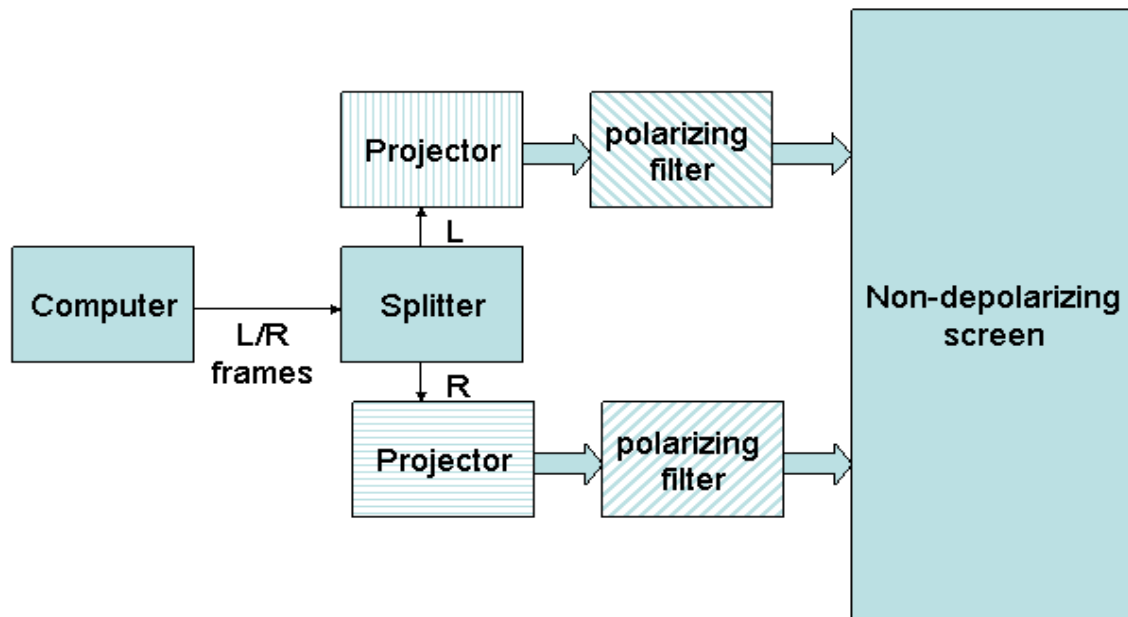 Projector
polarizing
filter
L
Computer
Splitter
L/R
frames
Non-depolarizing
screen
R
Projector
polarizing
filter